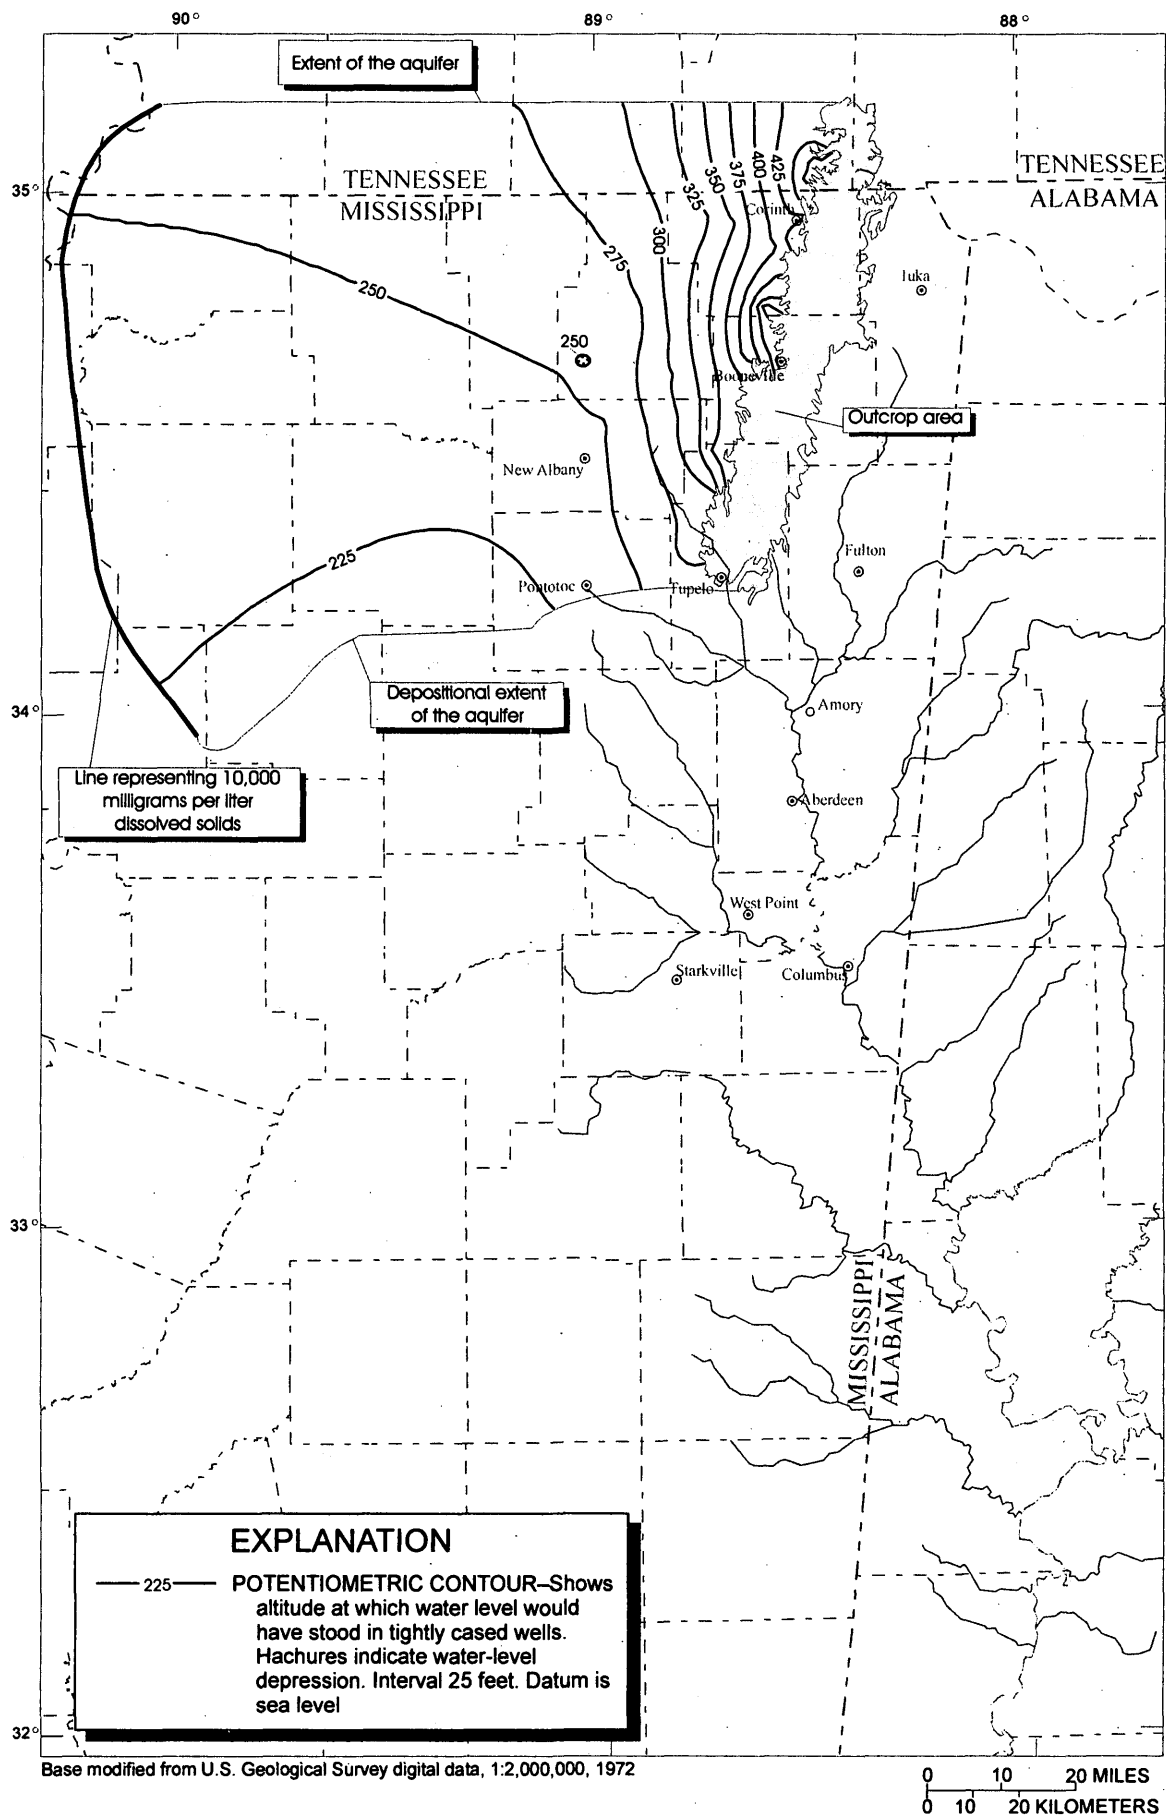 90° 89° 88°
Extent of the aquifer
35°
TENNESSEE
MISSISSIPPI
TENNESSEE
ALABAMA
425
400
375
350
325
300
275
250
250
225
Corinth
Iuka
Booneville
Outcrop area
New Albany
Fulton
Pontotoc
Tupelo
34°
Depositional extent
of the aquifer
Amory
Line representing 10,000
milligrams per liter
dissolved solids
Aberdeen
West Point
Starkville
Columbus
33°
MISSISSIPPI
ALABAMA
EXPLANATION
225 POTENTIOMETRIC CONTOUR–Shows
altitude at which water level would
have stood in tightly cased wells.
Hachures indicate water-level
depression. Interval 25 feet. Datum is
sea level
32°
Base modified from U.S. Geological Survey digital data, 1:2,000,000, 1972
0 10 20 MILES
0 10 20 KILOMETERS